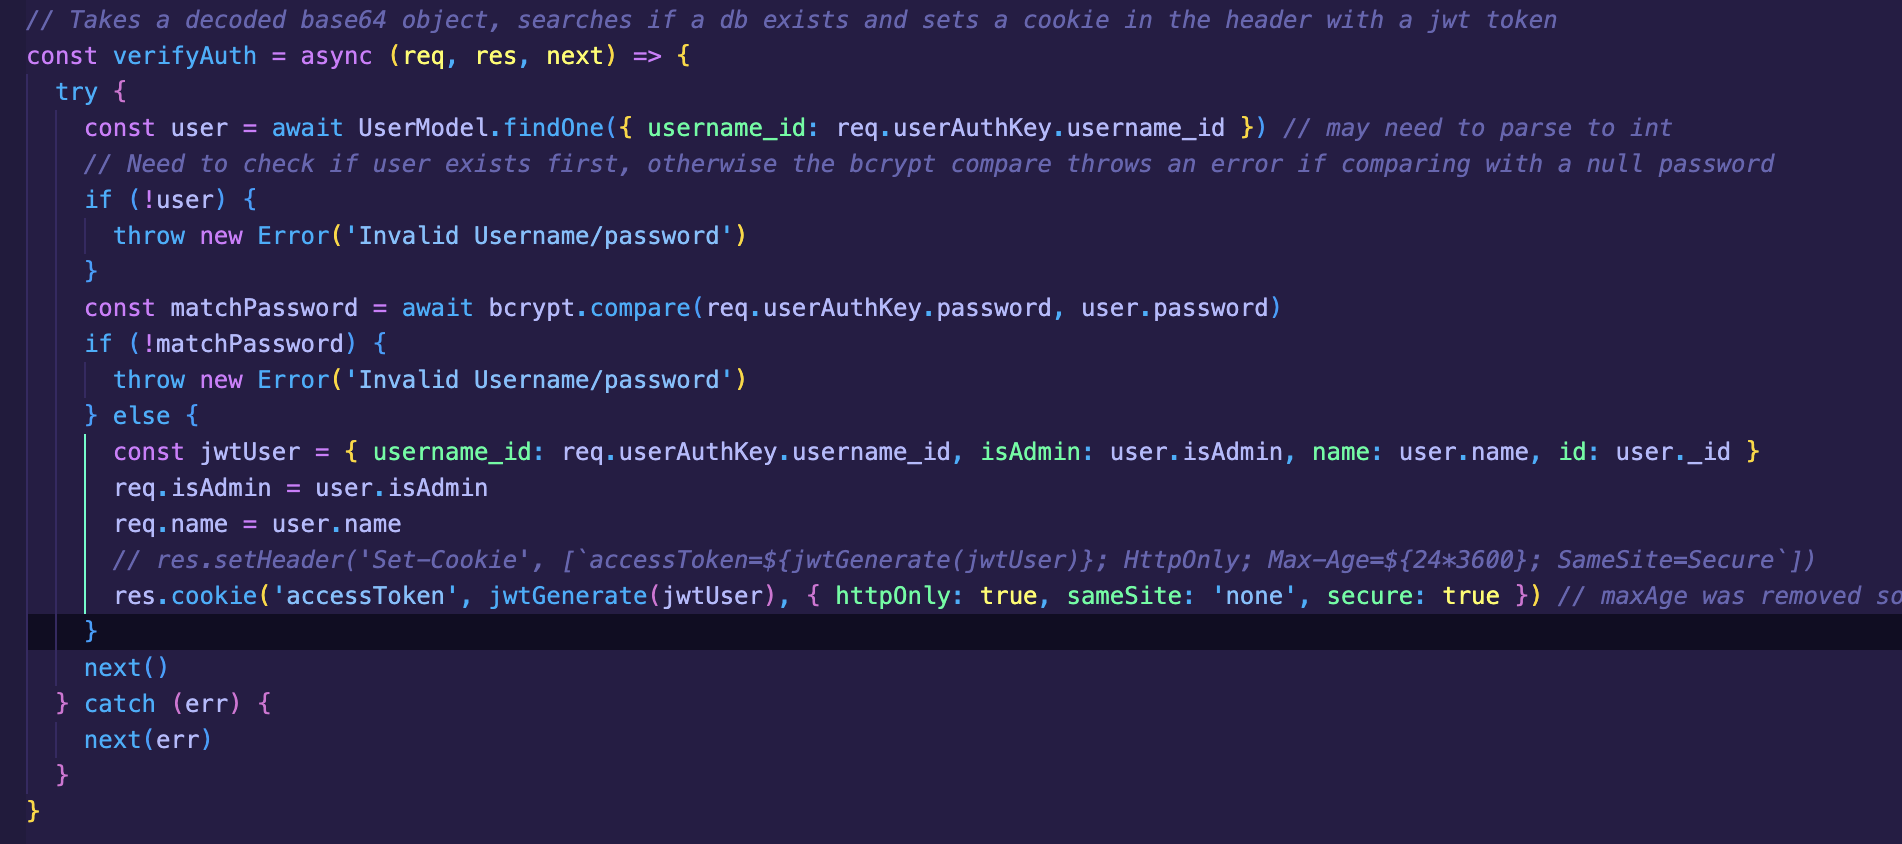 // Takes a decoded base64 object, searches if a db exists and sets a cookie in the header with a jwt token
const verifyAuth = async (req, res, next) => {
  try {
    const user = await UserModel.findOne({ username_id: req.userAuthKey.username_id }) // may need to parse to int
    // Need to check if user exists first, otherwise the bcrypt compare throws an error if comparing with a null password
    if (!user) {
      throw new Error('Invalid Username/password')
    }
    const matchPassword = await bcrypt.compare(req.userAuthKey.password, user.password)
    if (!matchPassword) {
      throw new Error('Invalid Username/password')
    } else {
      const jwtUser = { username_id: req.userAuthKey.username_id, isAdmin: user.isAdmin, name: user.name, id: user._id }
      req.isAdmin = user.isAdmin
      req.name = user.name
      // res.setHeader('Set-Cookie', [`accessToken=${jwtGenerate(jwtUser)}; HttpOnly; Max-Age=${24*3600}; SameSite=Secure`])
      res.cookie('accessToken', jwtGenerate(jwtUser), { httpOnly: true, sameSite: 'none', secure: true }) // maxAge was removed
    }
    next()
  } catch (err) {
    next(err)
  }
}